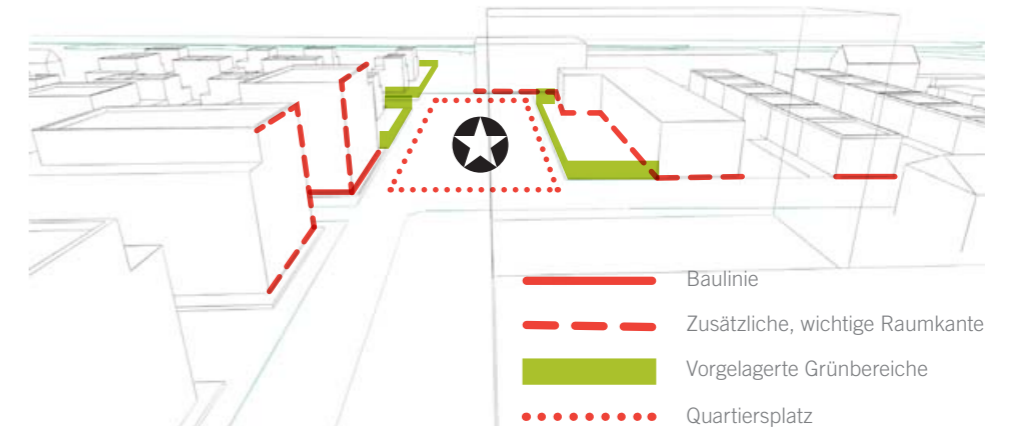 Baulinie
Zusätzliche, wichtige Raumkante
Vorgelagerte Grünbereiche
Quartiersplatz